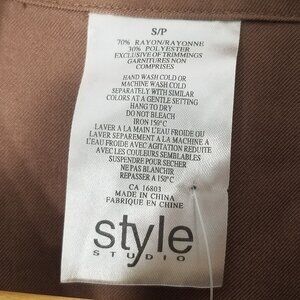 S/P
70% RAYON/RAYONNE
30% POLYESTER
EXCLUSIVE OF TRIMMINGS
GARNITURES NON
COMPRISES
HAND WASH COLD OR
MACHINE WASH COLD
SEPARATELY WITH SIMILAR
COLORS AT A GENTLE SETTING
HANG TO DRY
DO NOT BLEACH
IRON 150°C
LAVER A LA MAIN L'EAU FROIDE OU
LAVER SEPAREMENT A LA MACHINE A
L'EAU FROIDE AVEC AGITATION REDUITE
AVEC LES COULEURS SEMBLABLES
SUSPENDRE POUR SECHER
NE PAS BLANCHIR
REPASSER A 150°C
CA 16803
MADE IN CHINA
FABRIQUE EN CHINE
style
STUDIO